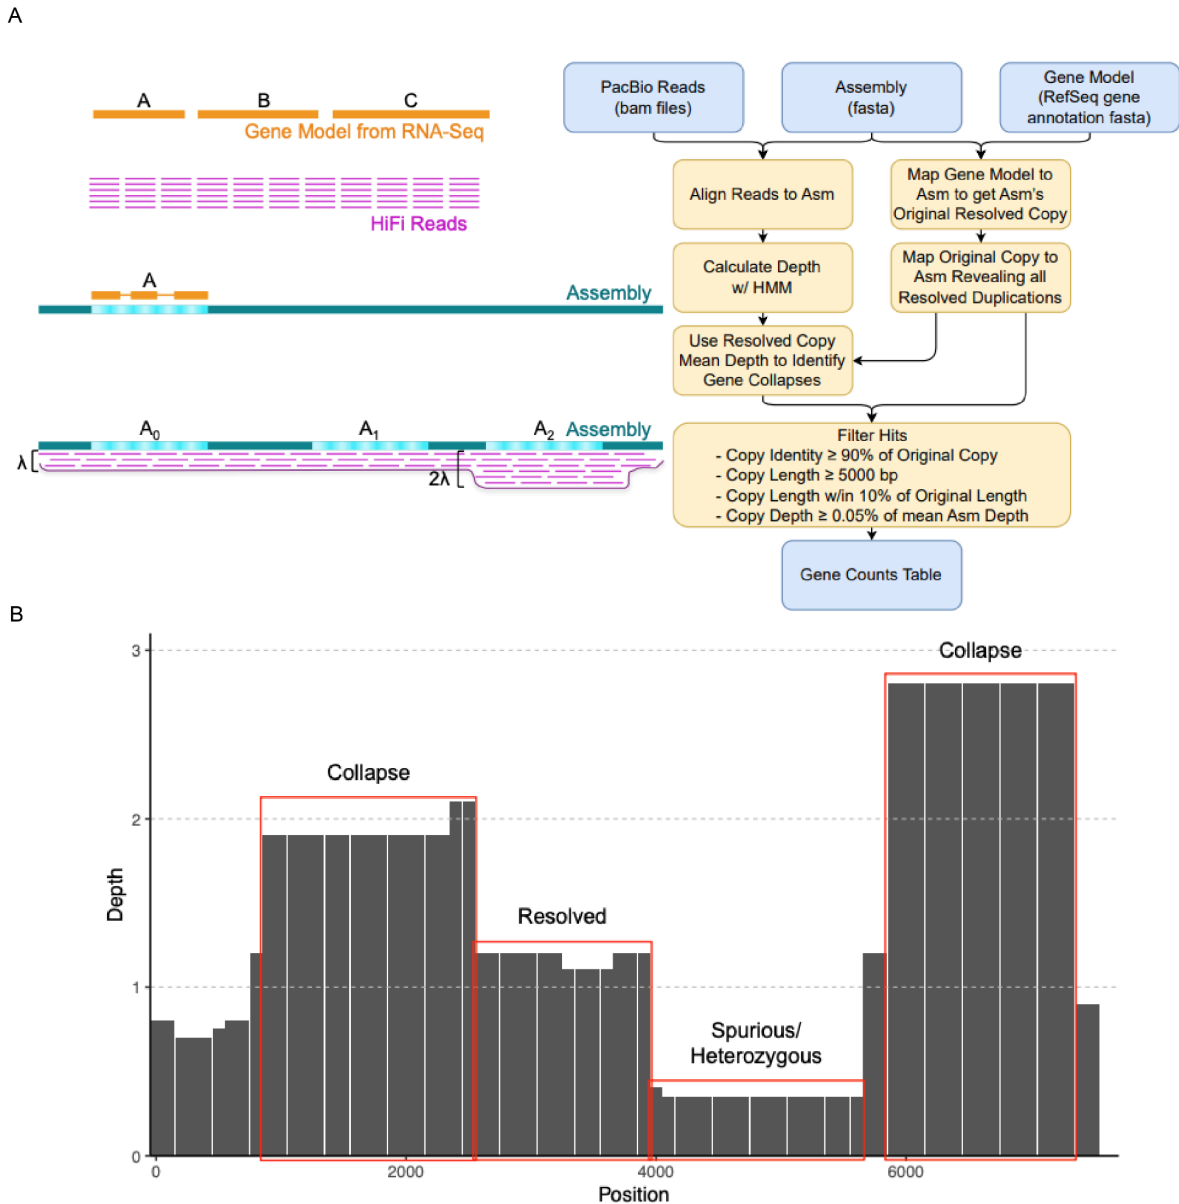 A
A
B
C
Gene Model from RNA-Seq
HiFi Reads
A
Assembly
A₀
A₁
A₂
Assembly
λ
2λ
PacBio Reads
(bam files)
Assembly
(fasta)
Gene Model
(RefSeq gene
annotation fasta)
Align Reads to Asm
Map Gene Model to
Asm to get Asm's
Original Resolved Copy
Calculate Depth
w/ HMM
Map Original Copy to
Asm Revealing all
Resolved Duplications
Use Resolved Copy
Mean Depth to Identify
Gene Collapses
Filter Hits
- Copy Identity ≥ 90% of Original Copy
- Copy Length ≥ 5000 bp
- Copy Length w/in 10% of Original Length
- Copy Depth ≥ 0.05% of mean Asm Depth
Gene Counts Table
B
3
2
1
0
Depth
Collapse
Resolved
Spurious/
Heterozygous
Collapse
0
2000
4000
6000
Position